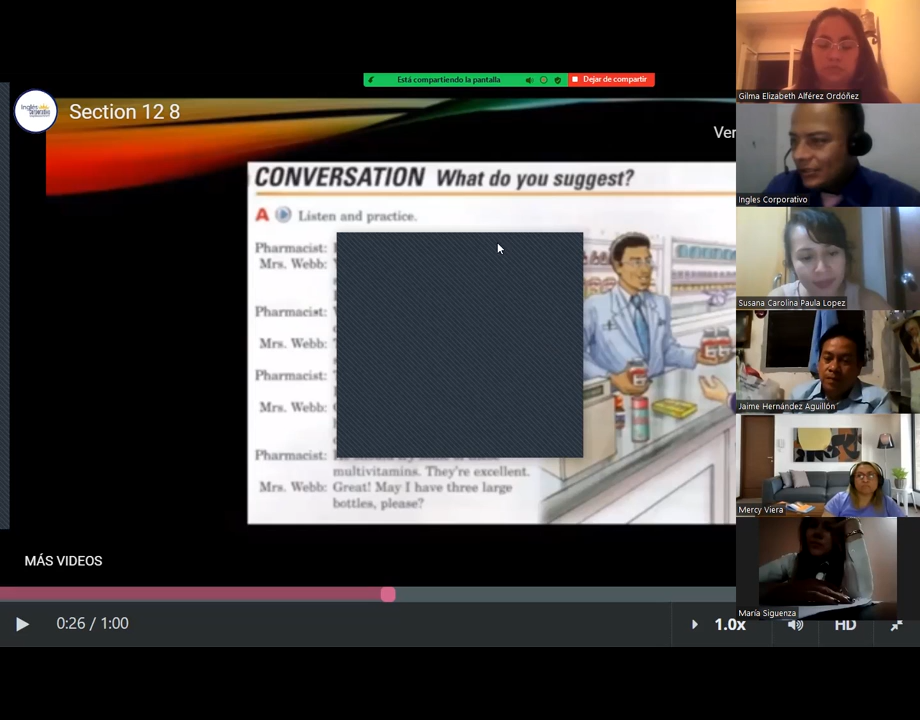 Está compartiendo la pantalla
Dejar de compartir
Section 12 8
Ver
CONVERSATION What do you suggest?
A Listen and practice.
Pharmacist:
Mrs. Webb:
Pharmacist:
Mrs. Webb:
Pharmacist:
Mrs. Webb:
Pharmacist:
multivitamins. They're excellent.
Mrs. Webb: Great! May I have three large
bottles, please?
MÁS VIDEOS
0:26 / 1:00
1.0x
HD
Gilma Elizabeth Alférez Ordóñez
Ingles Corporativo
Susana Carolina Paula Lopez
Jaime Hernández Aguillón
Mercy Viera
María Siguenza